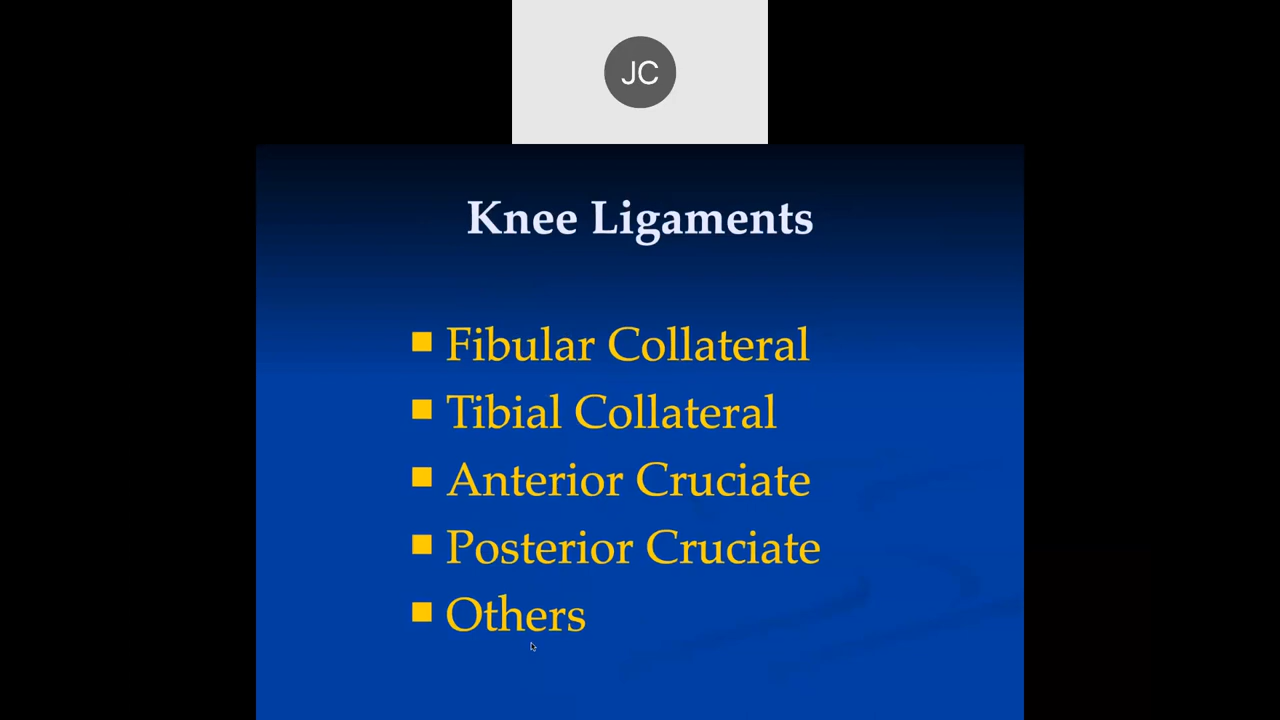 JC
Knee Ligaments
Fibular Collateral
Tibial Collateral
Anterior Cruciate
Posterior Cruciate
Others